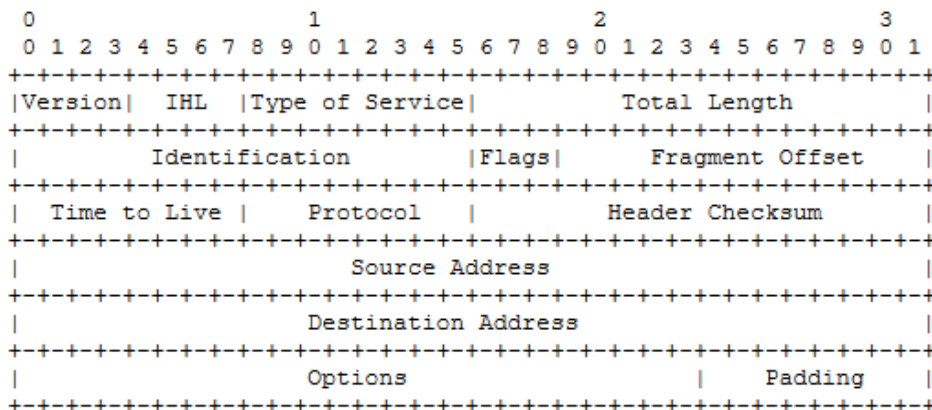 0                   1                   2                   3
 0 1 2 3 4 5 6 7 8 9 0 1 2 3 4 5 6 7 8 9 0 1 2 3 4 5 6 7 8 9 0 1
+-+-+-+-+-+-+-+-+-+-+-+-+-+-+-+-+-+-+-+-+-+-+-+-+-+-+-+-+-+-+-+-+
|Version|  IHL  |Type of Service|          Total Length         |
+-+-+-+-+-+-+-+-+-+-+-+-+-+-+-+-+-+-+-+-+-+-+-+-+-+-+-+-+-+-+-+-+
|         Identification        |Flags|      Fragment Offset    |
+-+-+-+-+-+-+-+-+-+-+-+-+-+-+-+-+-+-+-+-+-+-+-+-+-+-+-+-+-+-+-+-+
|  Time to Live |    Protocol   |         Header Checksum       |
+-+-+-+-+-+-+-+-+-+-+-+-+-+-+-+-+-+-+-+-+-+-+-+-+-+-+-+-+-+-+-+-+
|                       Source Address                          |
+-+-+-+-+-+-+-+-+-+-+-+-+-+-+-+-+-+-+-+-+-+-+-+-+-+-+-+-+-+-+-+-+
|                    Destination Address                        |
+-+-+-+-+-+-+-+-+-+-+-+-+-+-+-+-+-+-+-+-+-+-+-+-+-+-+-+-+-+-+-+-+
|                    Options                    |    Padding    |
+-+-+-+-+-+-+-+-+-+-+-+-+-+-+-+-+-+-+-+-+-+-+-+-+-+-+-+-+-+-+-+-+